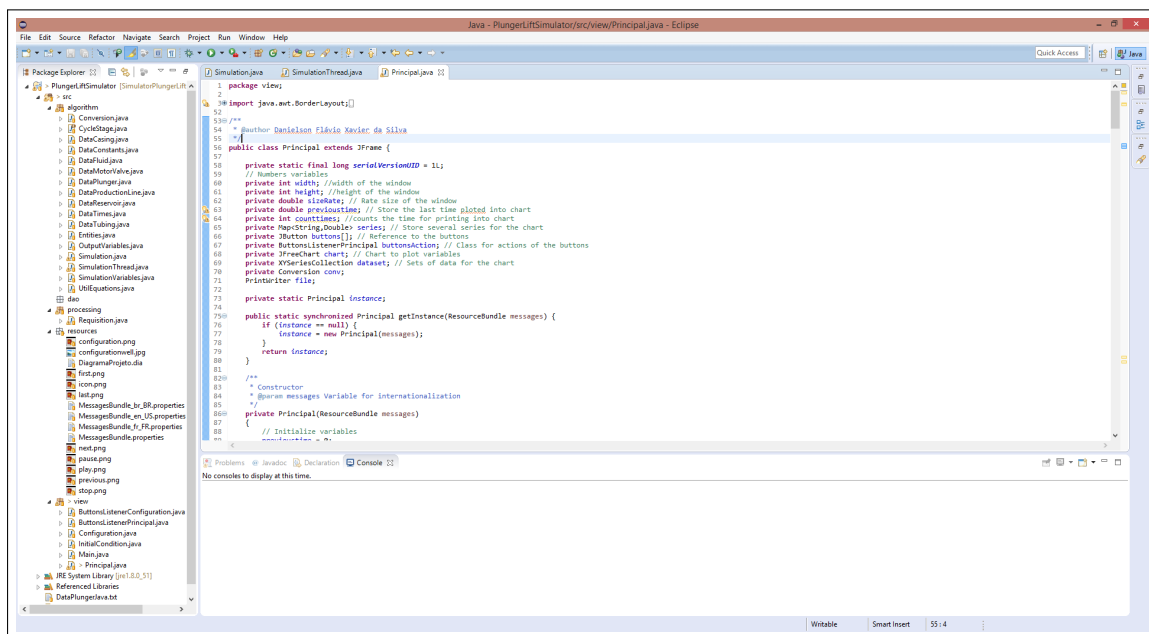 Java - PlungerLiftSimulator/src/view/Principal.java - Eclipse
File Edit Source Refactor Navigate Search Project Run Window Help
Quick Access
Java
Package Explorer
> PlungerLiftSimulator [SimulatorPlungerLift
> src
algorithm
Conversion.java
CycleStage.java
DataCasing.java
DataConstants.java
DataFluid.java
DataMotorValve.java
DataPlunger.java
DataProductionLine.java
DataReservoir.java
DataTimes.java
DataTubing.java
Entities.java
OutputVariables.java
Simulation.java
SimulationThread.java
SimulationVariables.java
UtilEquations.java
dao
processing
Requisition.java
resources
configuration.png
configurationwell.jpg
DiagramaProjeto.dia
first.png
icon.png
last.png
MessagesBundle_br_BR.properties
MessagesBundle_en_US.properties
MessagesBundle_fr_FR.properties
MessagesBundle.properties
next.png
pause.png
play.png
previous.png
stop.png
> view
ButtonsListenerConfiguration.java
ButtonsListenerPrincipal.java
Configuration.java
InitialCondition.java
Main.java
> Principal.java
JRE System Library [jre1.8.0_51]
Referenced Libraries
DataPlungerJava.txt
Simulation.java SimulationThread.java Principal.java
1 package view;
2
3 import java.awt.BorderLayout;
52
53 /**
54 * @author Danielson Flávio Xavier da Silva
55 */
56 public class Principal extends JFrame {
57
58 private static final long serialVersionUID = 1L;
59 // Numbers variables
60 private int width; //width of the window
61 private int height; //height of the window
62 private double sizeRate; // Rate size of the window
63 private double previoustime; // Store the last time ploted into chart
64 private int counttimes; //counts the time for printing into chart
65 private Map<String,Double> series; // Store several series for the chart
66 private JButton buttons[]; // Reference to the buttons
67 private ButtonsListenerPrincipal buttonsAction; // Class for actions of the buttons
68 private JFreeChart chart; // Chart to plot variables
69 private XYSeriesCollection dataset; // Sets of data for the chart
70 private Conversion conv;
71 PrintWriter file;
72
73 private static Principal instance;
74
75 public static synchronized Principal getInstance(ResourceBundle messages) {
76 if (instance == null) {
77 instance = new Principal(messages);
78 }
79 return instance;
80 }
81
82 /**
83 * Constructor
84 * @param messages Variable for internationalization
85 */
86 private Principal(ResourceBundle messages)
87 {
88 // Initialize variables
89 previoustime = 0;
Problems @ Javadoc Declaration Console
No consoles to display at this time.
Writable Smart Insert 55 : 4